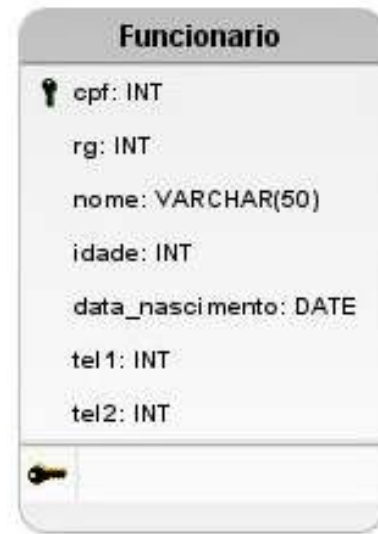 Funcionario
cpf: INT
rg: INT
nome: VARCHAR(50)
idade: INT
data_nascimento: DATE
tel1: INT
tel2: INT